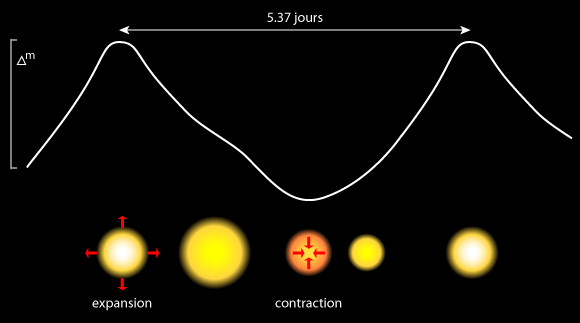 5.37 jours
Δm
expansion
contraction